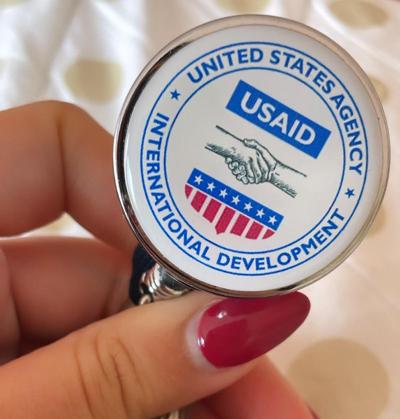 UNITED STATES AGENCY
INTERNATIONAL DEVELOPMENT
USAID